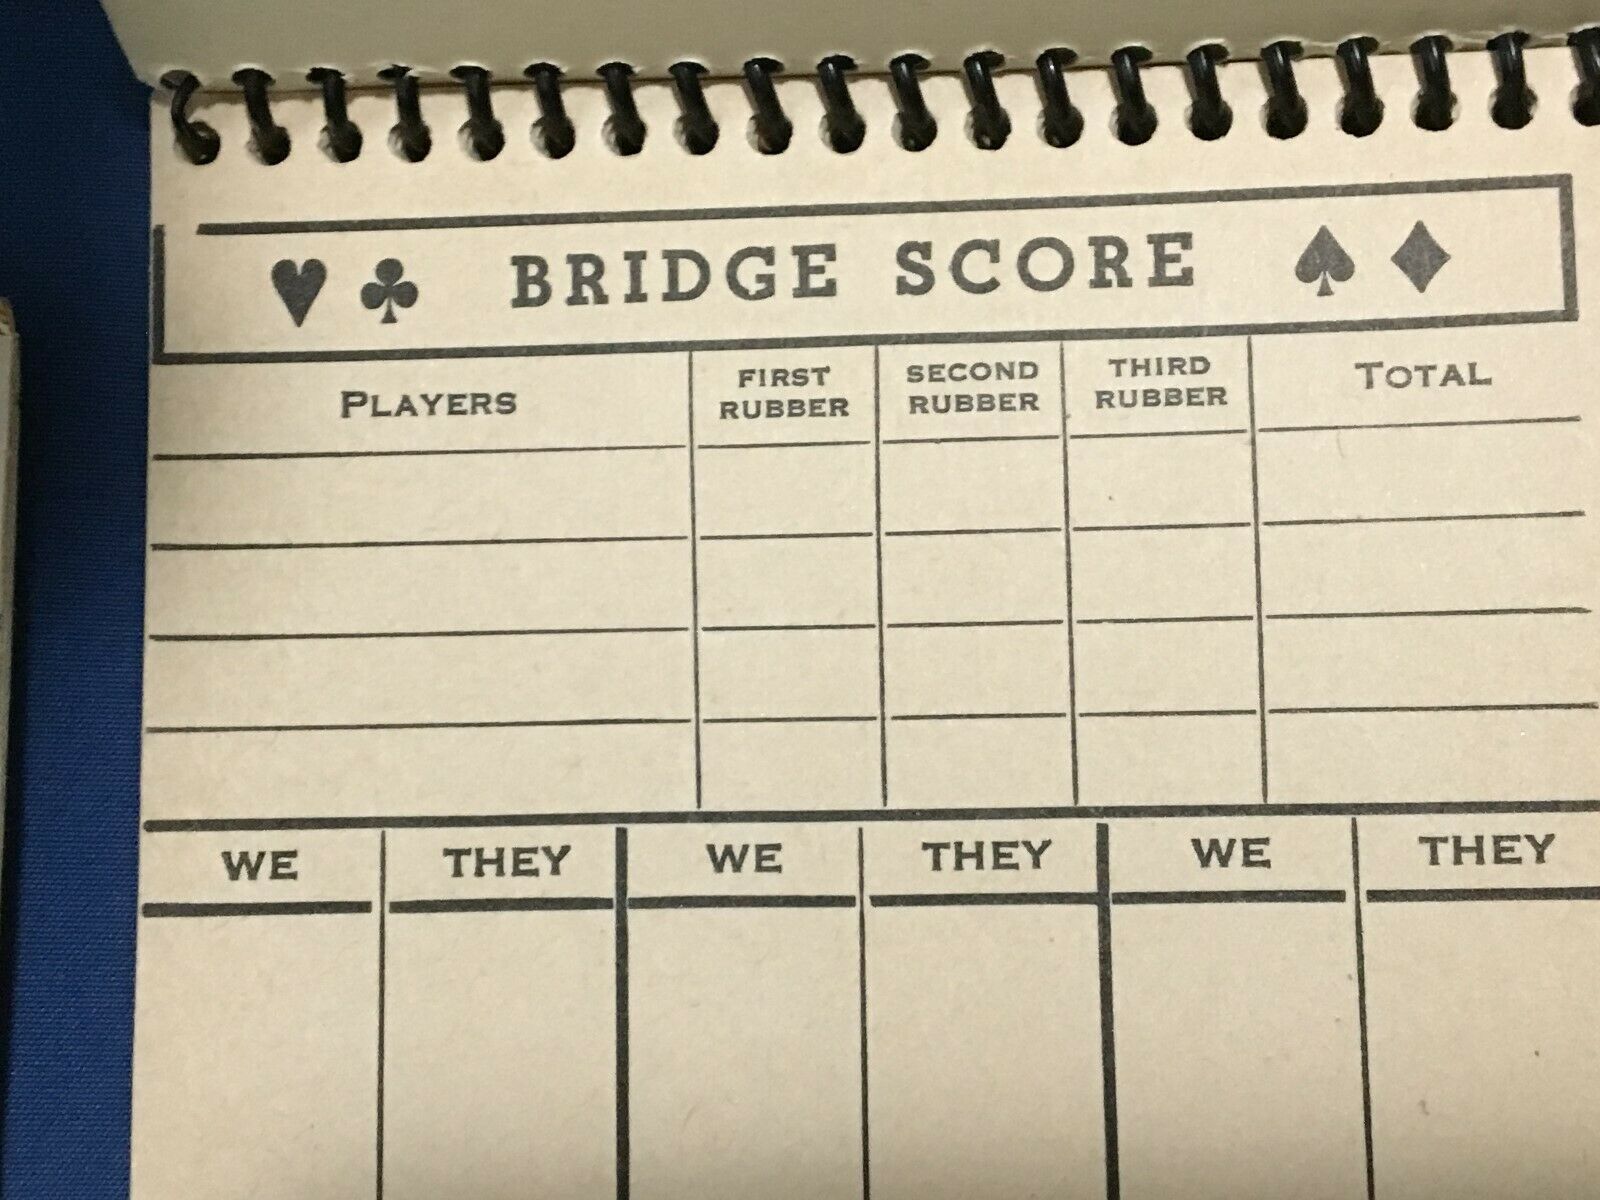 BRIDGE SCORE
PLAYERS FIRST RUBBER SECOND RUBBER THIRD RUBBER TOTAL
WE THEY WE THEY WE THEY